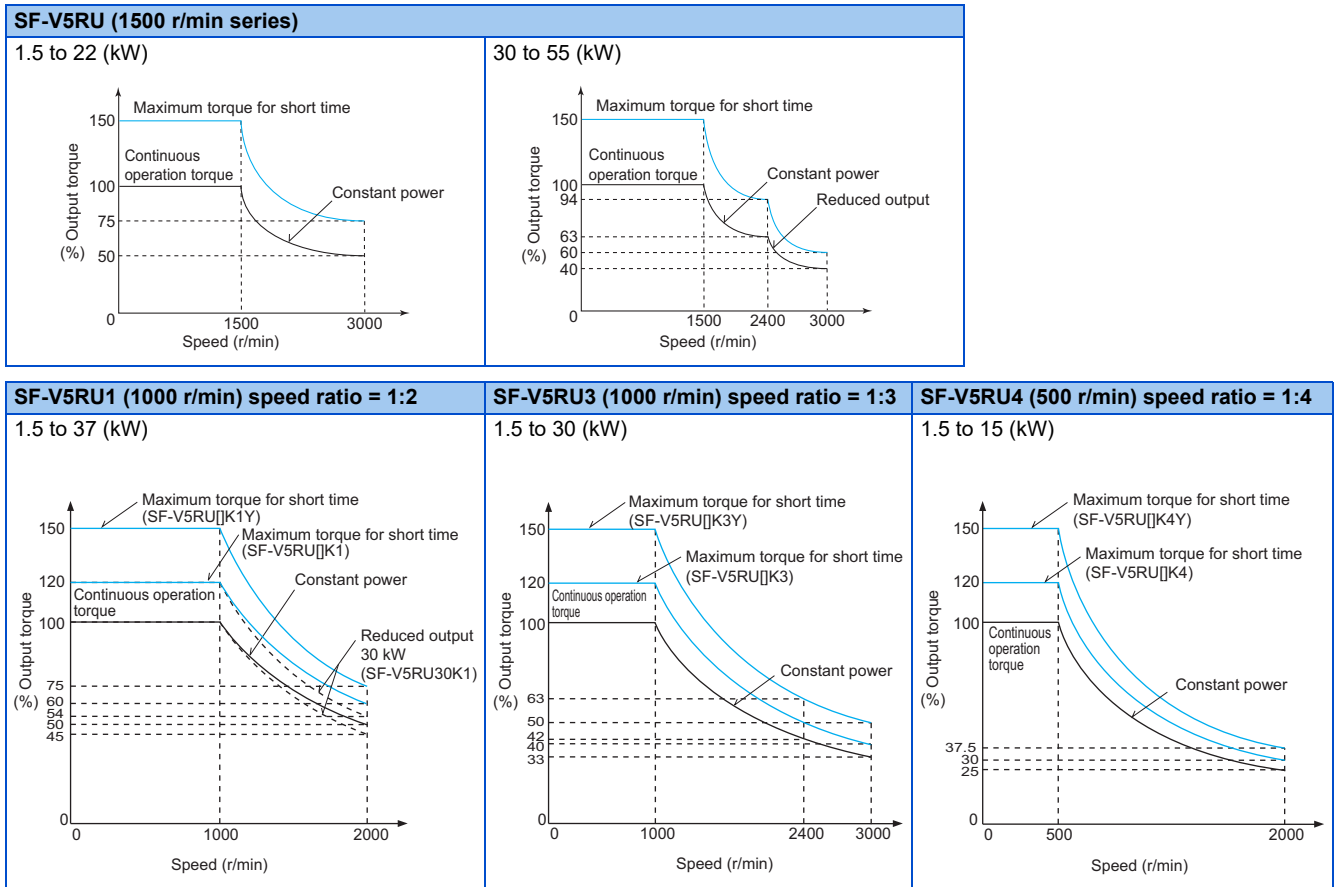 SF-V5RU (1500 r/min series)
1.5 to 22 (kW)
Maximum torque for short time
150
Continuous
operation torque
100
Constant power
75
50
Output torque
(%)
0
1500
3000
Speed (r/min)
30 to 55 (kW)
Maximum torque for short time
150
Continuous
operation torque
Constant power
100
94
Reduced output
63
60
40
Output torque
(%)
0
1500
2400
3000
Speed (r/min)
SF-V5RU1 (1000 r/min) speed ratio = 1:2
1.5 to 37 (kW)
Maximum torque for short time
(SF-V5RU[]K1Y)
150
Maximum torque for short time
(SF-V5RU[]K1)
120
Constant power
Continuous operation
torque
100
Reduced output
30 kW
(SF-V5RU30K1)
75
60
54
50
45
Output torque
(%)
0
0
1000
2000
Speed (r/min)
SF-V5RU3 (1000 r/min) speed ratio = 1:3
1.5 to 30 (kW)
Maximum torque for short time
(SF-V5RU[]K3Y)
150
Maximum torque for short time
(SF-V5RU[]K3)
120
Continuous operation
torque
100
Constant power
63
50
42
40
33
Output torque
(%)
0
0
1000
2400
3000
Speed (r/min)
SF-V5RU4 (500 r/min) speed ratio = 1:4
1.5 to 15 (kW)
Maximum torque for short time
(SF-V5RU[]K4Y)
150
Maximum torque for short time
(SF-V5RU[]K4)
120
100
Continuous
operation
torque
Constant power
37.5
30
25
Output torque
(%)
0
0
500
2000
Speed (r/min)